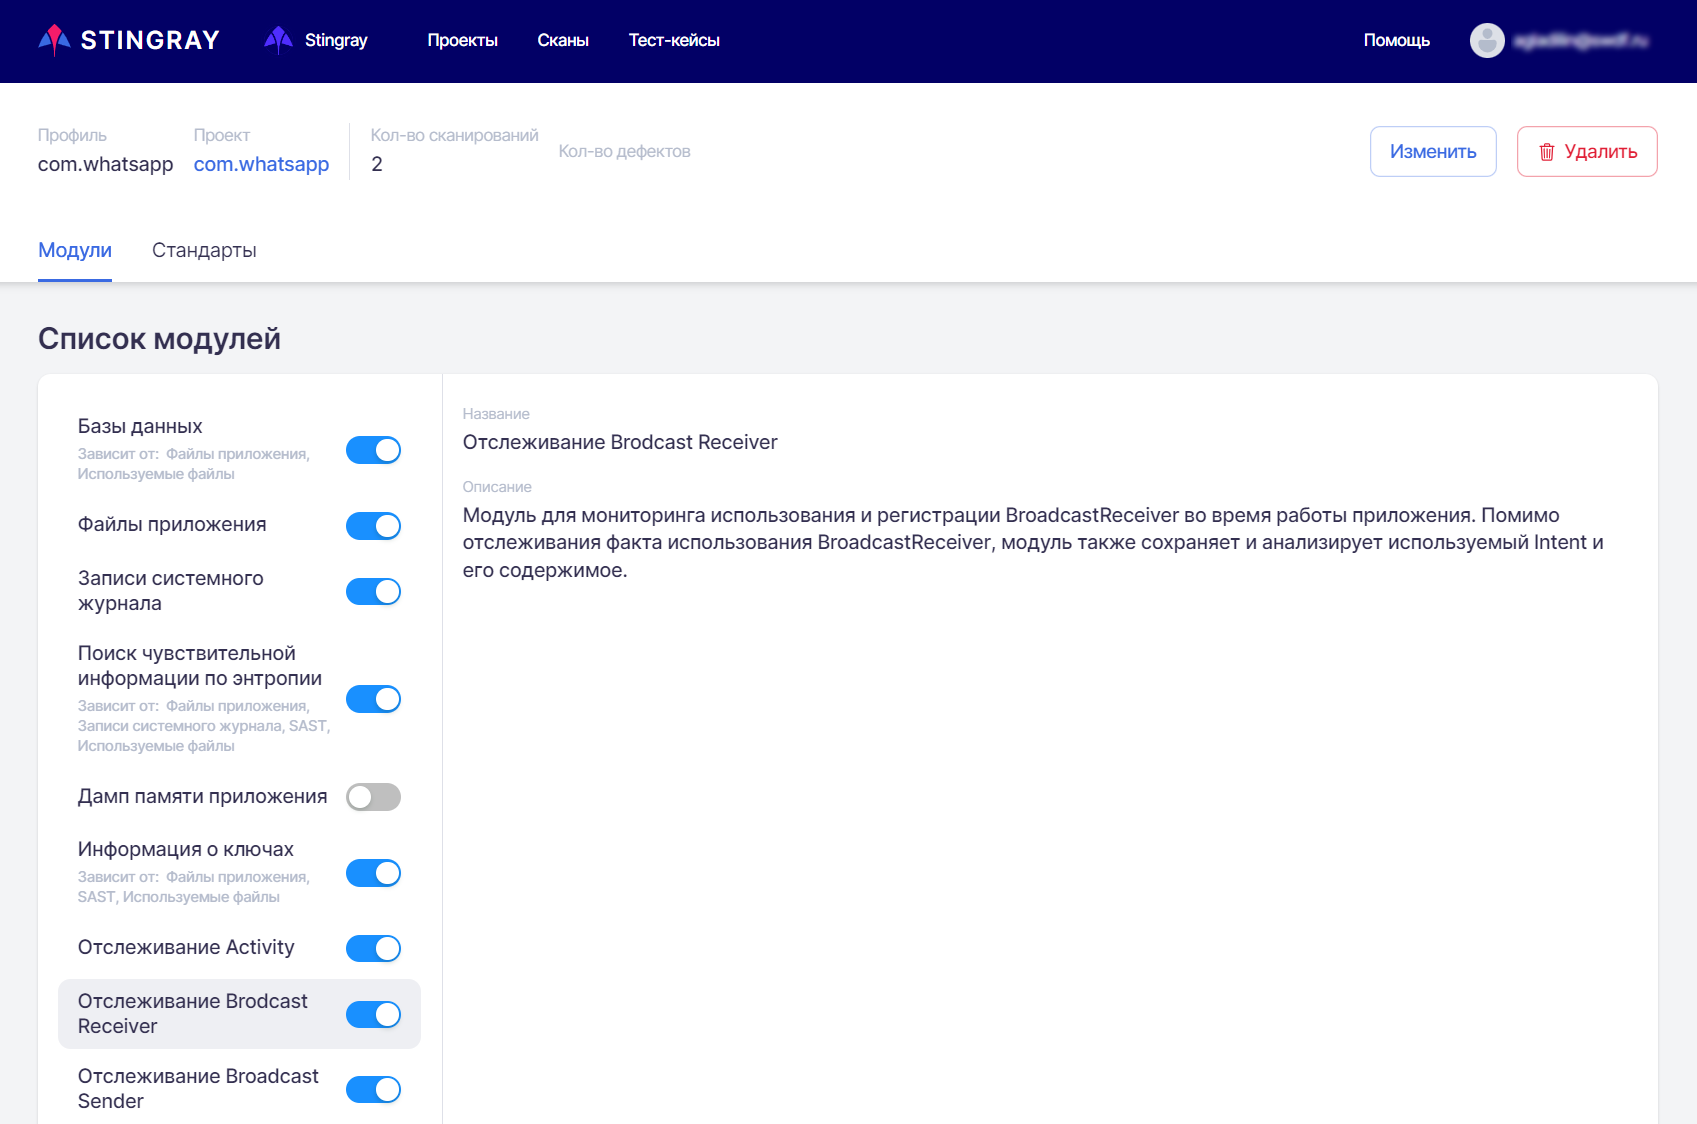 STINGRAY
Stingray
Проекты
Сканы
Тест-кейсы
Помощь
Профиль
com.whatsapp
Проект
com.whatsapp
Кол-во сканирований
2
Кол-во дефектов
Изменить
Удалить
Модули
Стандарты
Список модулей
Базы данных
Зависит от: Файлы приложения,
Используемые файлы
Файлы приложения
Записи системного
журнала
Поиск чувствительной
информации по энтропии
Зависит от: Файлы приложения,
Записи системного журнала, SAST,
Используемые файлы
Дамп памяти приложения
Информация о ключах
Зависит от: Файлы приложения,
SAST, Используемые файлы
Отслеживание Activity
Отслеживание Brodcast
Receiver
Отслеживание Broadcast
Sender
Название
Отслеживание Brodcast Receiver
Описание
Модуль для мониторинга использования и регистрации BroadcastReceiver во время работы приложения. Помимо
отслеживания факта использования BroadcastReceiver, модуль также сохраняет и анализирует используемый Intent и
его содержимое.